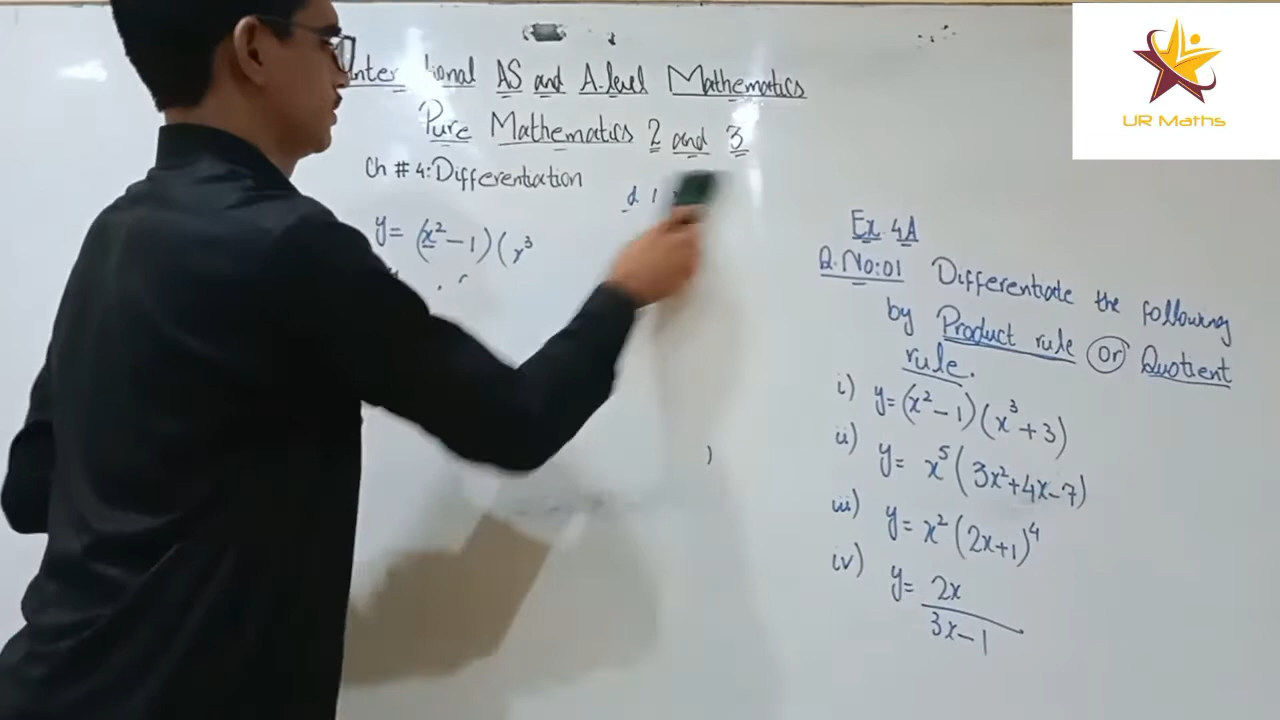 International AS and A-level Mathematics
Pure Mathematics 2 and 3
Ch # 4: Differentiation
y= (x²-1)(x³
d
UR Maths
Ex. 4A
Q.No:01 Differentiate the following
by Product rule Or Quotient
rule.
i) y=(x²-1)(x³+3)
ii) y= x⁵(3x²+4x-7)
iii) y= x²(2x+1)⁴
iv) y= 2x
3x-1